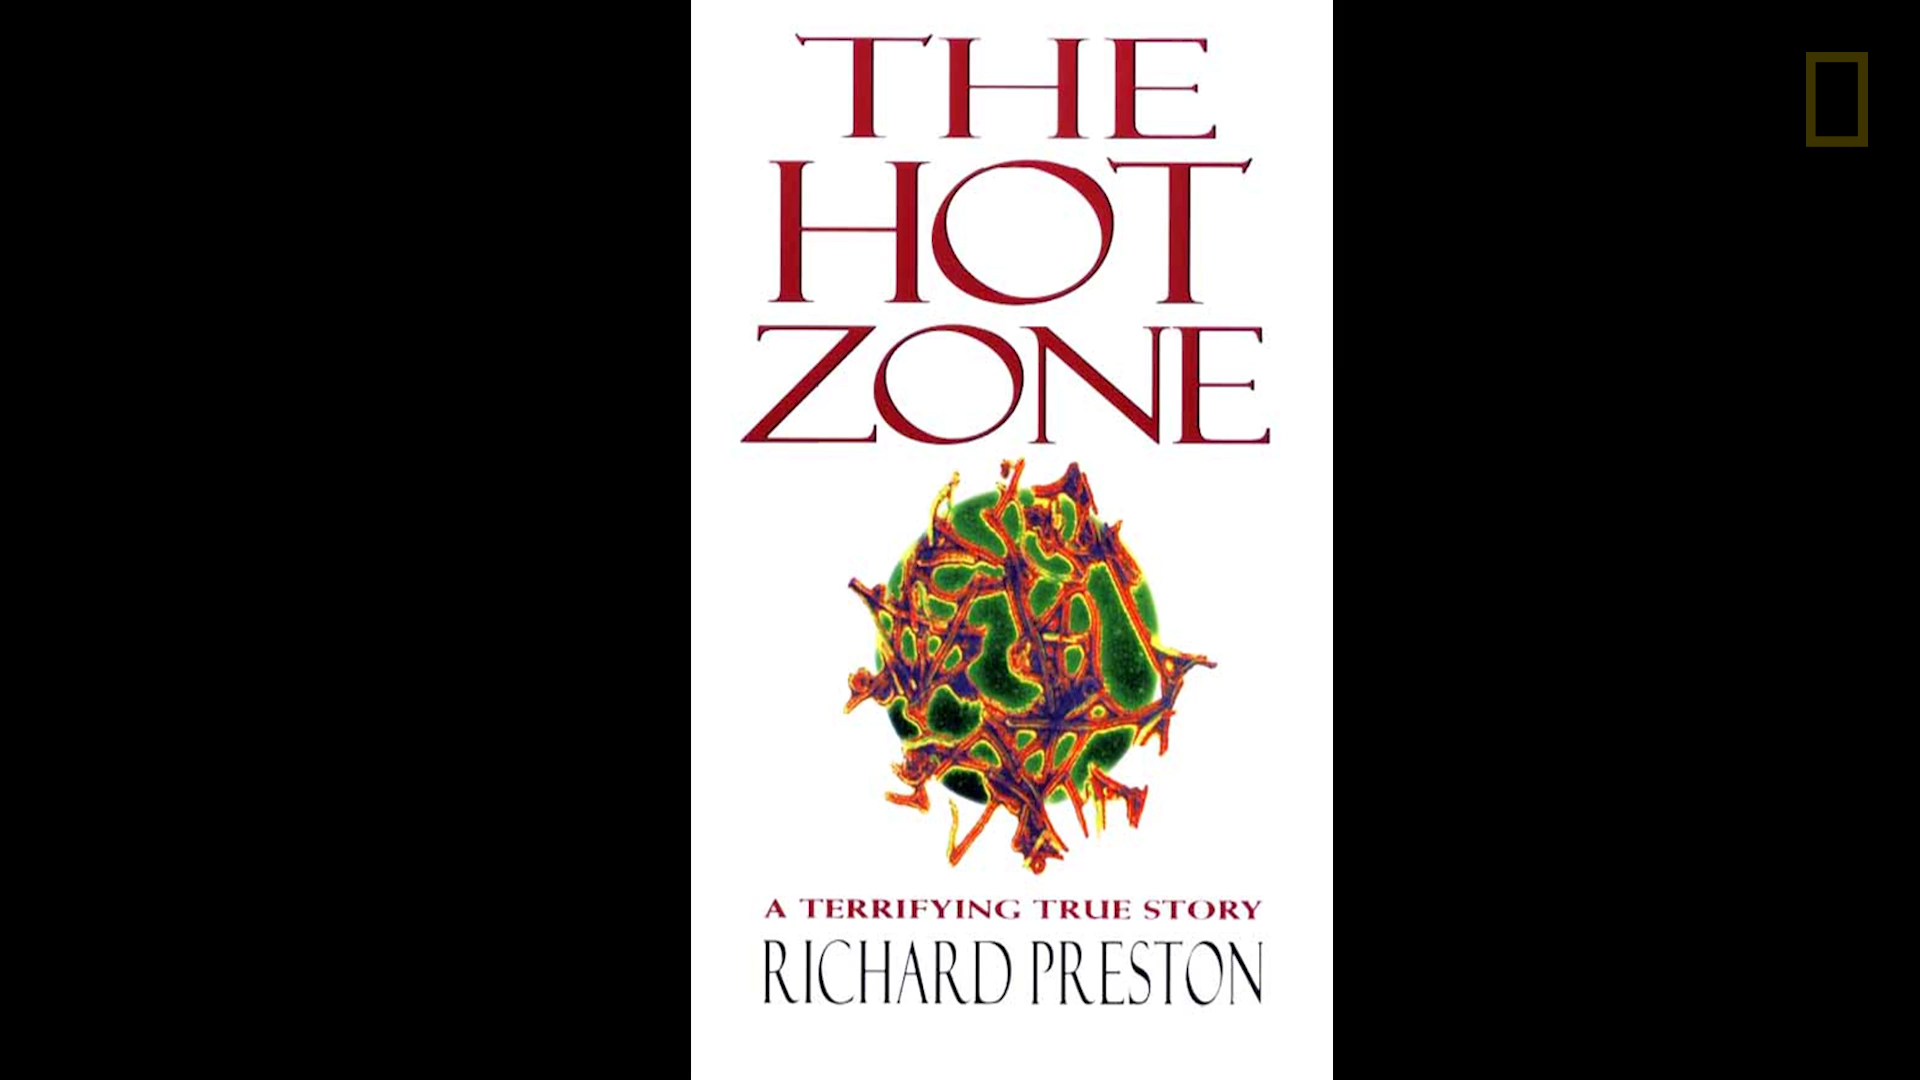 THE
HOT
ZONE
A TERRIFYING TRUE STORY
RICHARD PRESTON